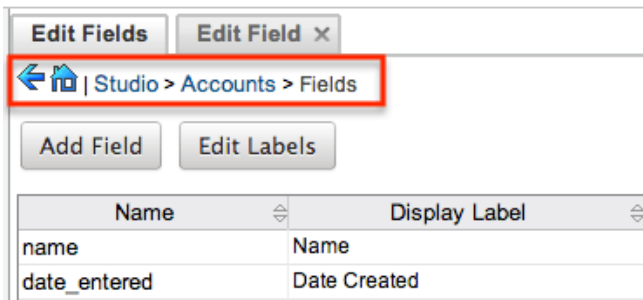 Edit Fields Edit Field ×
| Studio > Accounts > Fields
Add Field Edit Labels
Name Display Label
name Name
date_entered Date Created